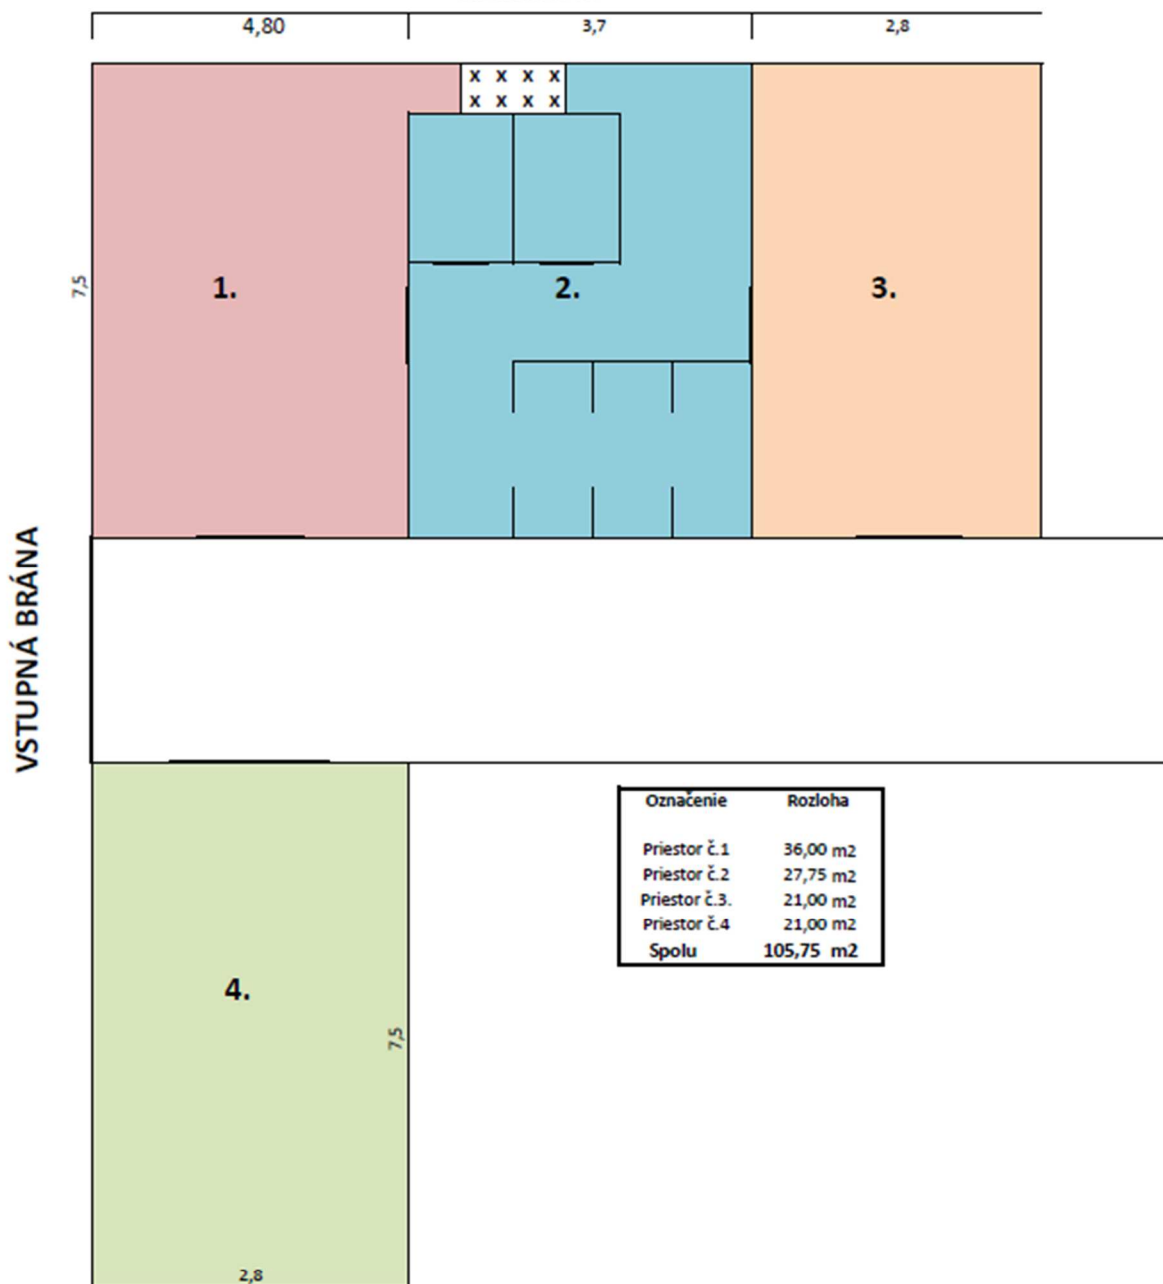 4,80 3,7 2,8
x x x x
x x x x
7,5
1. 2. 3.
VSTUPNÁ BRÁNA
Označenie Rozloha
Priestor č.1 36,00 m2
Priestor č.2 27,75 m2
Priestor č.3. 21,00 m2
Priestor č.4 21,00 m2
Spolu 105,75 m2
4.
7,5
2,8